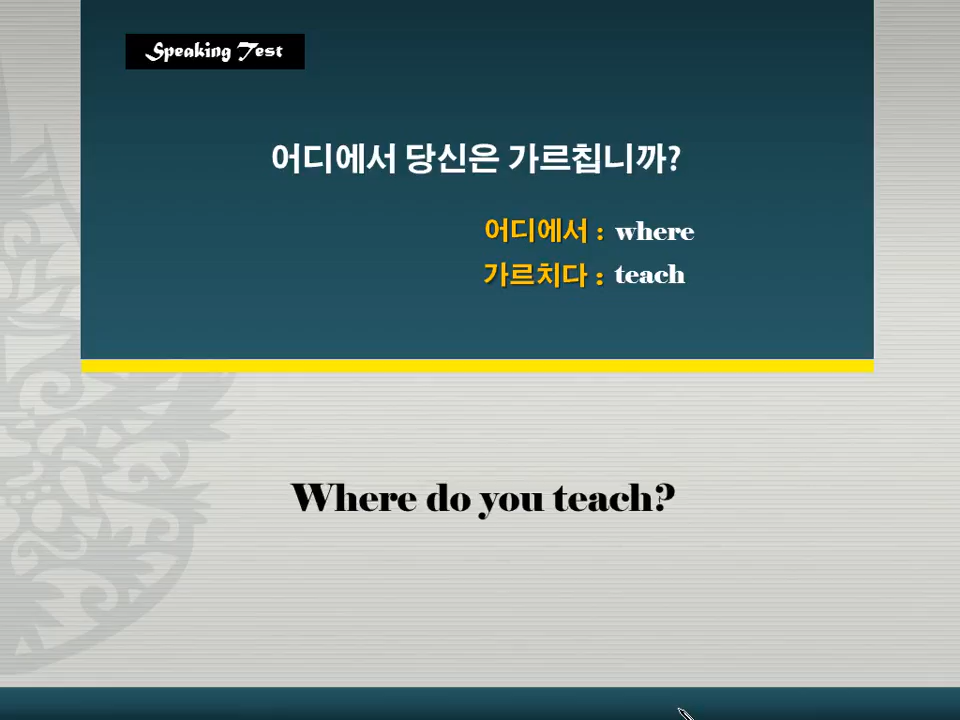 Speaking Test
어디에서 당신은 가르칩니까?
어디에서 : where
가르치다 : teach
Where do you teach?